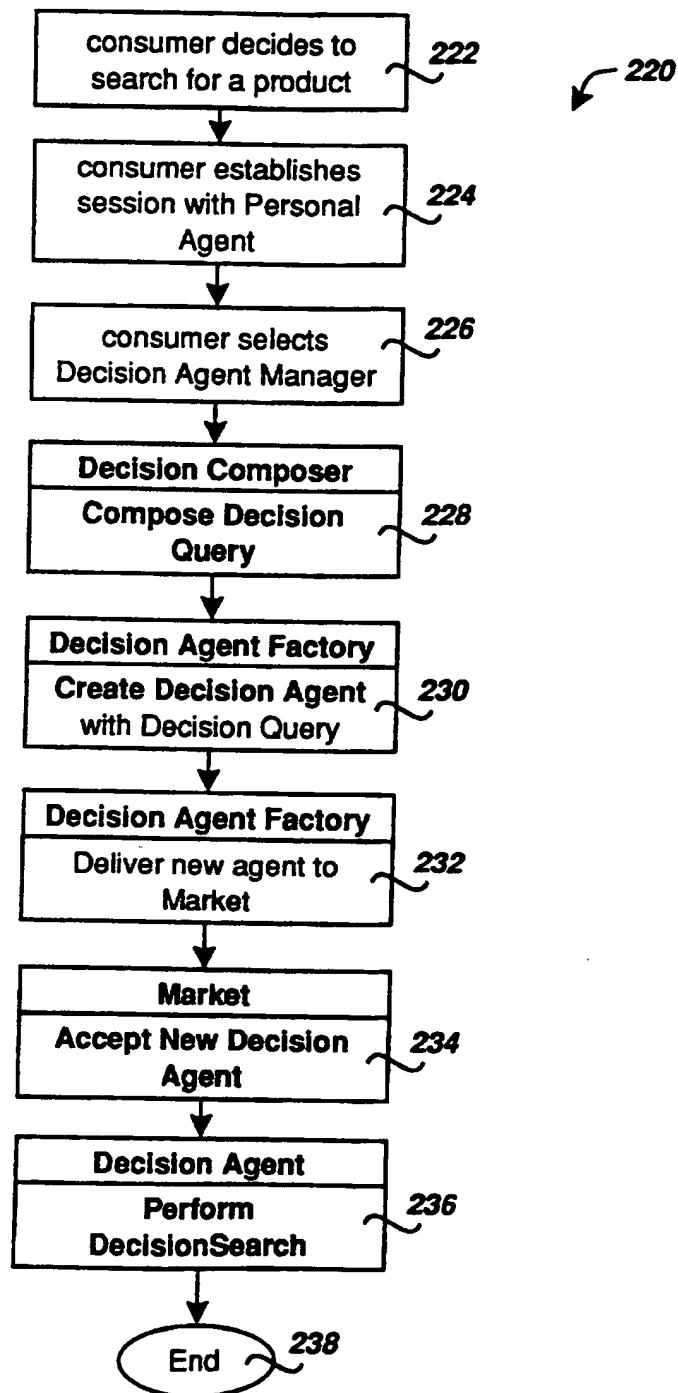 consumer decides to
search for a product
222
220
consumer establishes
session with Personal
Agent
224
consumer selects
Decision Agent Manager
226
Decision Composer
Compose Decision
Query
228
Decision Agent Factory
Create Decision Agent
with Decision Query
230
Decision Agent Factory
Deliver new agent to
Market
232
Market
Accept New Decision
Agent
234
Decision Agent
Perform
DecisionSearch
236
End
238